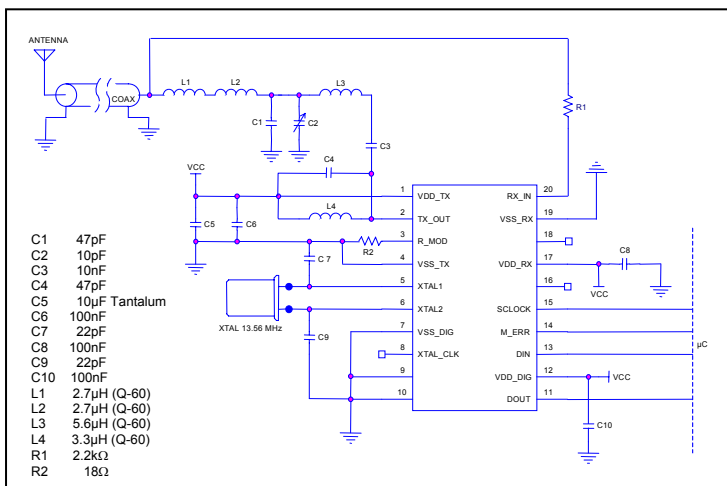 ANTENNA
COAX
L1
L2
L3
R1
C1
C2
C3
C4
VCC
L4
C5
C6
R2
C 7
C9
XTAL 13.56 MHz
1 VDD_TX
2 TX_OUT
3 R_MOD
4 VSS_TX
5 XTAL1
6 XTAL2
7 VSS_DIG
8 XTAL_CLK
9
10
RX_IN 20
VSS_RX 19
18
VDD_RX 17
16
SCLOCK 15
M_ERR 14
DIN 13
VDD_DIG 12
DOUT 11
C8
VCC
VCC
C10
µC
C1 47pF
C2 10pF
C3 10nF
C4 47pF
C5 10µF Tantalum
C6 100nF
C7 22pF
C8 100nF
C9 22pF
C10 100nF
L1 2.7µH (Q-60)
L2 2.7µH (Q-60)
L3 5.6µH (Q-60)
L4 3.3µH (Q-60)
R1 2.2kΩ
R2 18Ω